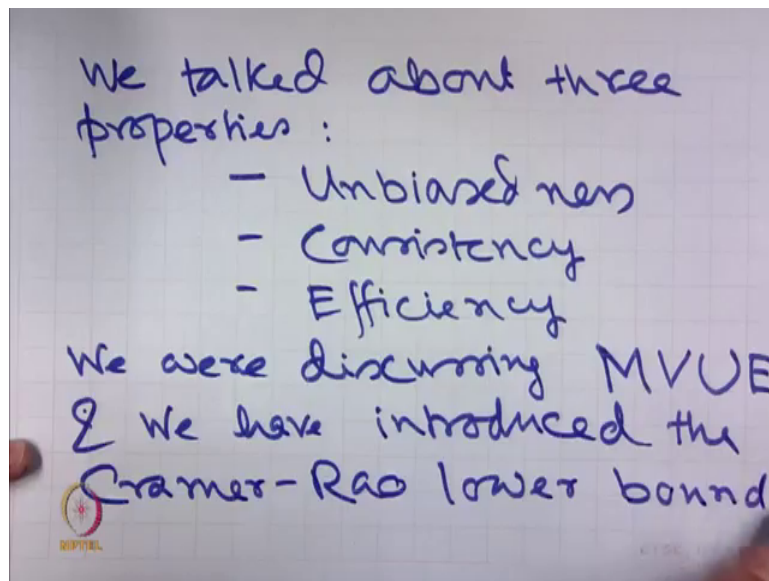 We talked about three
properties :
- Unbiasedness
- Consistency
- Efficiency
We were discussing MVUE
& We have introduced the
Cramer-Rao lower bound
NPTEL